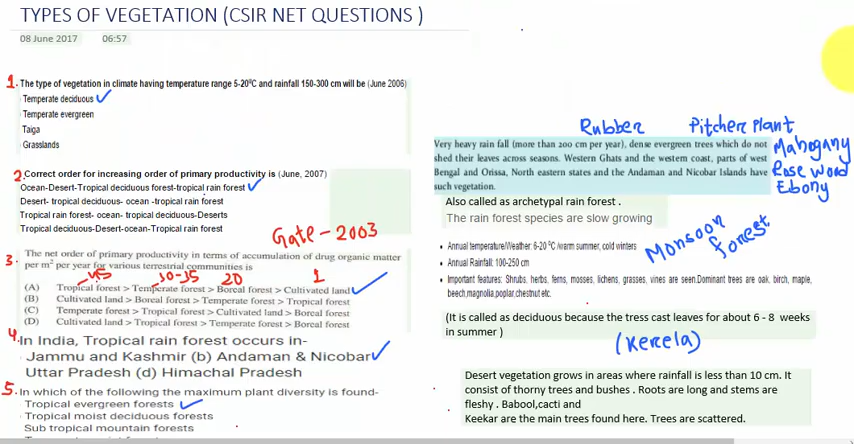 TYPES OF VEGETATION (CSIR NET QUESTIONS )
08 June 2017 06:57
1. The type of vegetation in climate having temperature range 5-20⁰C and rainfall 150-300 cm will be (June 2006)
Temperate deciduous
Temperate evergreen
Taiga
Grasslands
2. Correct order for increasing order of primary productivity is (June, 2007)
Ocean-Desert-Tropical deciduous forest-tropical rain forest
Desert- tropical deciduous- ocean -tropical rain forest
Tropical rain forest- ocean- tropical deciduous-Deserts
Tropical deciduous-Desert-ocean-Tropical rain forest
Gate - 2003
3. The net order of primary productivity in terms of accumulation of drug organic matter
per m² per year for various terrestrial communities is
45 30-35 20 1
(A) Tropical forest > Temperate forest > Boreal forest > Cultivated land
(B) Cultivated land > Boreal forest > Temperate forest > Tropical forest
(C) Temperate forest > Tropical forest > Cultivated land > Boreal forest
(D) Cultivated land > Tropical forest > Temperate forest > Boreal forest
4. In India, Tropical rain forest occurs in-
Jammu and Kashmir (b) Andaman & Nicobar
Uttar Pradesh (d) Himachal Pradesh
5. In which of the following the maximum plant diversity is found-
Tropical evergreen forests
Tropical moist deciduous forests
Sub tropical mountain forests
Rubber Pitcher Plant
Mahogany
Rose wood
Ebony
Very heavy rain fall (more than 200 cm per year), dense evergreen trees which do not
shed their leaves across seasons. Western Ghats and the western coast, parts of west
Bengal and Orissa, North eastern states and the Andaman and Nicobar Islands have
such vegetation.
Also called as archetypal rain forest .
The rain forest species are slow growing
Monsoon
forest
Annual temperature/Weather: 6-20 ⁰C /warm summer, cold winters
Annual Rainfall: 100-250 cm
Important features: Shrubs, herbs, ferns, mosses, lichens, grasses, vines are seen.Dominant trees are oak, birch, maple,
beech,magnolia,poplar,chestnut etc.
(It is called as deciduous because the tress cast leaves for about 6 - 8 weeks
in summer )
(Kerela)
Desert vegetation grows in areas where rainfall is less than 10 cm. It
consist of thorny trees and bushes . Roots are long and stems are
fleshy . Babool,cacti and
Keekar are the main trees found here. Trees are scattered.